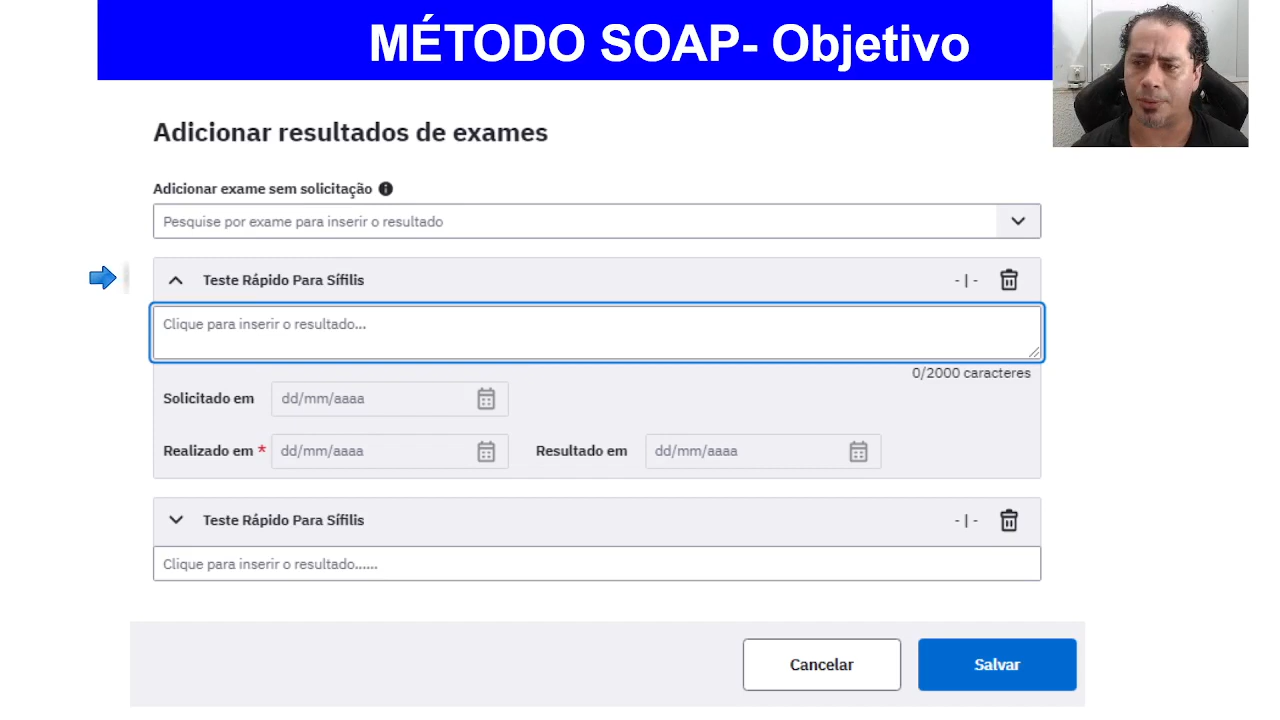 MÉTODO SOAP- Objetivo
Adicionar resultados de exames
Adicionar exame sem solicitação
Pesquise por exame para inserir o resultado
Teste Rápido Para Sífilis - | -
Clique para inserir o resultado...
0/2000 caracteres
Solicitado em dd/mm/aaaa
Realizado em * dd/mm/aaaa Resultado em dd/mm/aaaa
Teste Rápido Para Sífilis - | -
Clique para inserir o resultado......
Cancelar Salvar